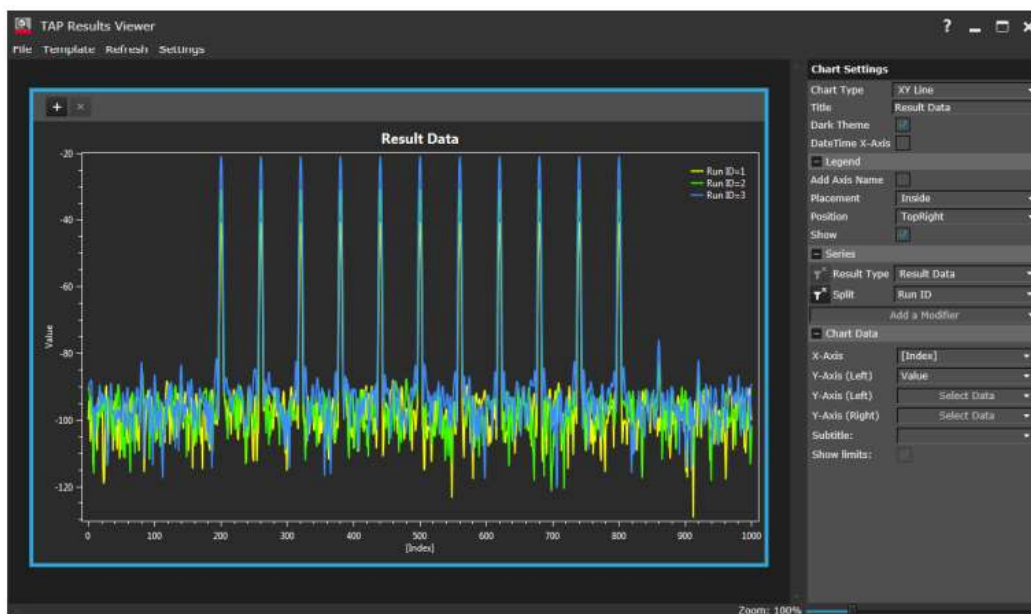 TAP Results Viewer
?
File Template Refresh Settings
+ ×
Result Data
Run ID=1
Run ID=2
Run ID=3
-20
-40
-60
-80
-100
-120
Value
0 100 200 300 400 500 600 700 800 900 1000
[Index]
Chart Settings
Chart Type XY Line
Title Result Data
Dark Theme
DateTime X-Axis
Legend
Add Axis Name
Placement Inside
Position TopRight
Show
Series
Result Type Result Data
Split Run ID
Add a Modifier
Chart Data
X-Axis [Index]
Y-Axis (Left) Value
Y-Axis (Left) Select Data
Y-Axis (Right) Select Data
Subtitle:
Show limits:
Zoom: 100%